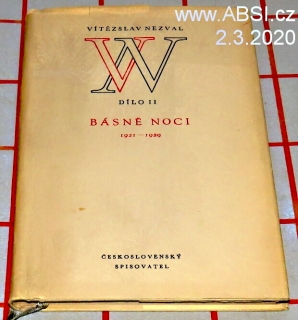 www.ABSI.cz
2.3.2020
VÍTĚZSLAV NEZVAL
VN
DÍLO II
BÁSNĚ NOCI
1921—1929
ČESKOSLOVENSKÝ
SPISOVATEL